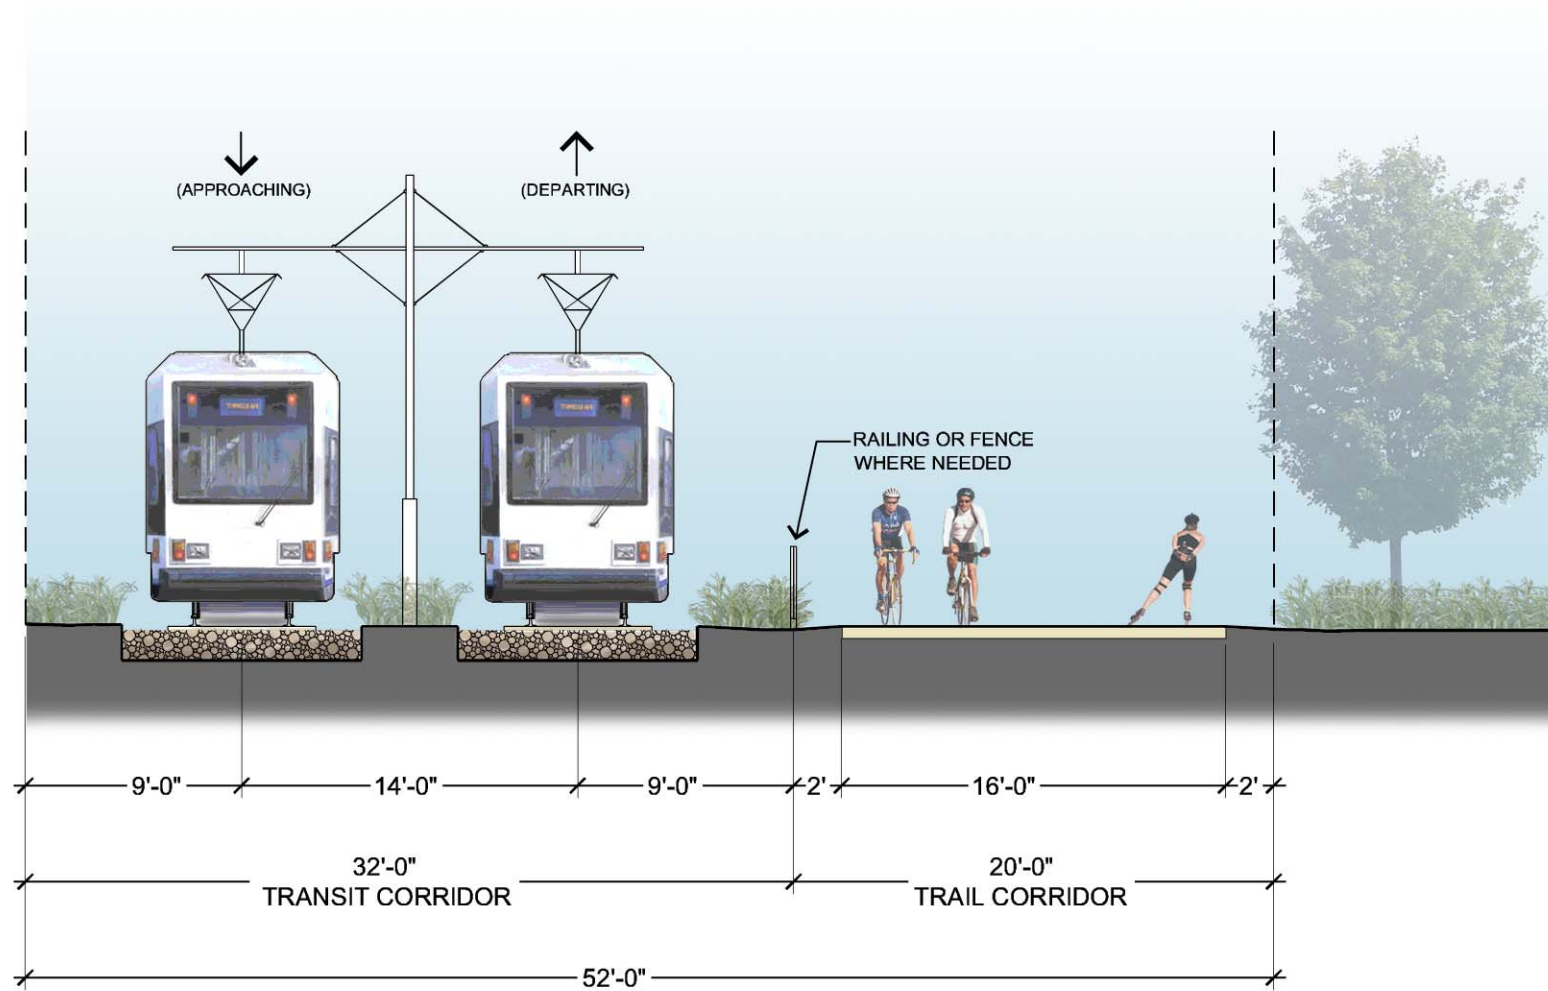 (APPROACHING)
(DEPARTING)
RAILING OR FENCE
WHERE NEEDED
9'-0"
14'-0"
9'-0"
2'
16'-0"
2'
32'-0"
TRANSIT CORRIDOR
20'-0"
TRAIL CORRIDOR
52'-0"